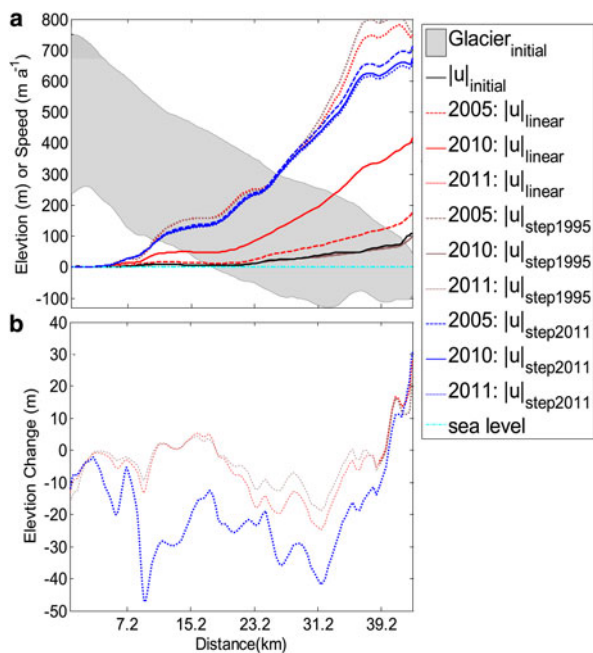 a
800
700
600
500
400
300
200
100
0
-100
Elevtion (m) or Speed (m a⁻¹)
Glacier_initial
|u|_initial
2005: |u|_linear
2010: |u|_linear
2011: |u|_linear
2005: |u|_step1995
2010: |u|_step1995
2011: |u|_step1995
2005: |u|_step2011
2010: |u|_step2011
2011: |u|_step2011
sea level
b
40
30
20
10
0
-10
-20
-30
-40
-50
Elevtion Change (m)
7.2 15.2 23.2 31.2 39.2
Distance(km)